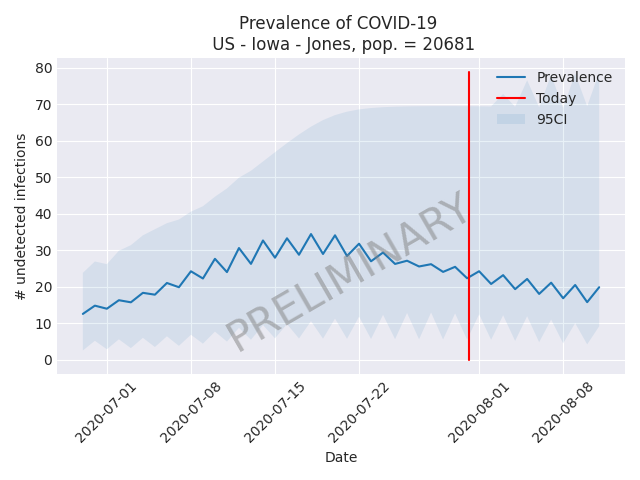 Prevalence of COVID-19
US - Iowa - Jones, pop. = 20681
80
70
60
50
40
30
20
10
0
# undetected infections
Prevalence
Today
95CI
PRELIMINARY
2020-07-01
2020-07-08
2020-07-15
2020-07-22
2020-08-01
2020-08-08
Date